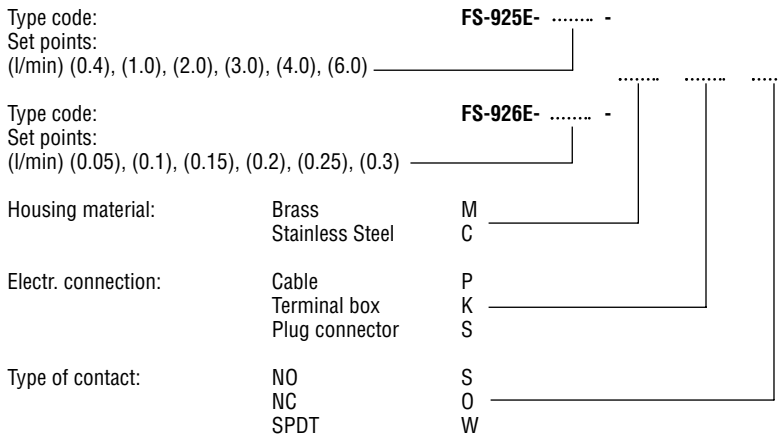 Type code: FS-925E- ........ -
Set points:
(l/min) (0.4), (1.0), (2.0), (3.0), (4.0), (6.0)
....... ....... .....
Type code: FS-926E- ........ -
Set points:
(l/min) (0.05), (0.1), (0.15), (0.2), (0.25), (0.3)
Housing material: Brass M
Stainless Steel C
Electr. connection: Cable P
Terminal box K
Plug connector S
Type of contact: NO S
NC O
SPDT W